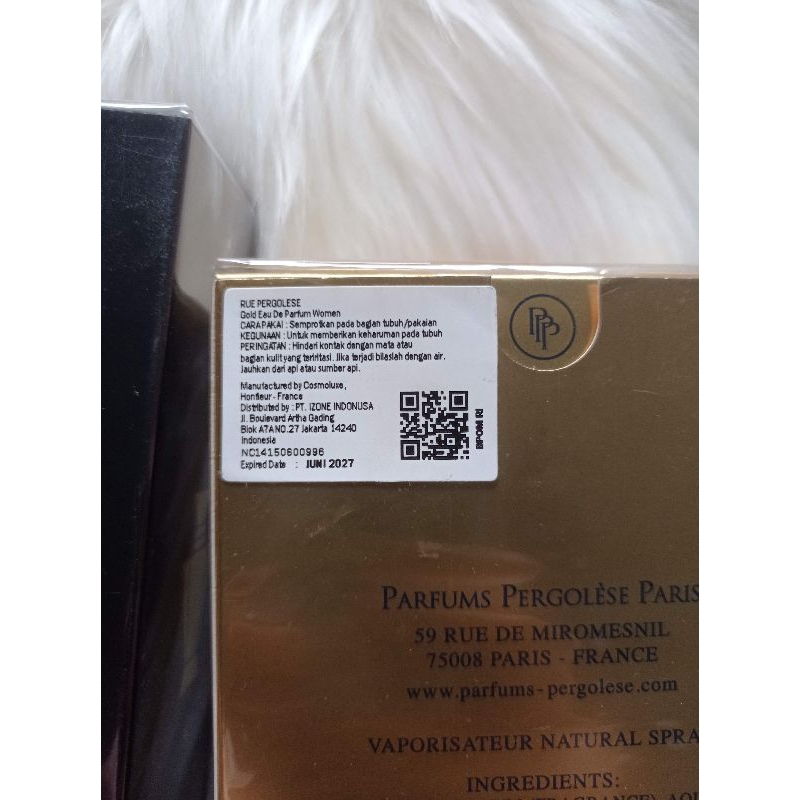 RUE PERGOLESE
Gold Eau De Parfum Women
CARA PAKAI : Semprotkan pada bagian tubuh/pakaian
KEGUNAAN : Untuk memberikan keharuman pada tubuh
PERINGATAN : Hindari kontak dengan mata atau
bagian kulit yang teriritasi. Jika terjadi bilaslah dengan air.
Jauhkan dari api atau sumber api.
Manufactured by Cosmoluxe,
Honfleur - France
Distributed by : PT. IZONE INDONUSA
Jl. Boulevard Artha Gading
Blok A7A NO.27 Jakarta 14240
Indonesia
NC14150600996
Expired Date : JUNI 2027
BPOM RI
PPP
PARFUMS PERGOLÈSE PARIS
59 RUE DE MIROMESNIL
75008 PARIS - FRANCE
www.parfums-pergolese.com
VAPORISATEUR NATURAL SPRA
INGREDIENTS: